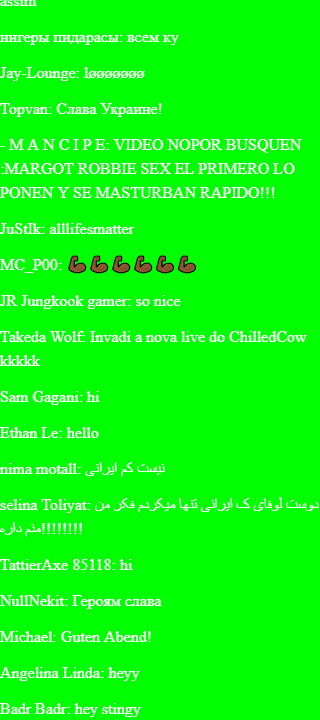 assim
нигеры пидарасы: всем ку
Jay-Lounge: løøøøøøø
Topvan: Слава Украине!
- M A N C I P E: VIDEO NOPOR BUSQUEN
:MARGOT ROBBIE SEX EL PRIMERO LO
PONEN Y SE MASTURBAN RAPIDO!!!
JuStIk: alllifesmatter
MC_P00: 💪🏿💪🏿💪🏿💪🏿💪🏿💪🏿
JR Jungkook gamer: so nice
Takeda Wolf: Invadi a nova live do ChilledCow
kkkkk
Sam Gagani: hi
Ethan Le: hello
nima motall: نیست کم ایرانی
selina Toliyat: دوست لوفای ک ایرانی تنها میکردم فکر من
منم داره!!!!!!!!
TattierAxe 85118: hi
NullNekit: Героям слава
Michael: Guten Abend!
Angelina Linda: heyy
Badr Badr: hey stingy